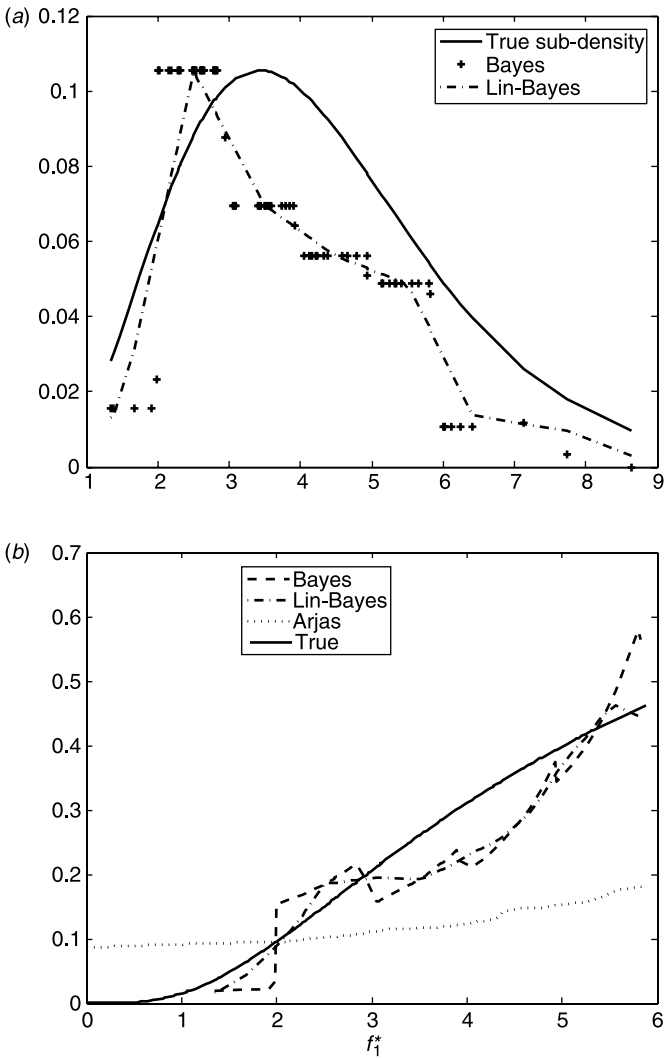 (a)
0.12
0.1
0.08
0.06
0.04
0.02
0
1 2 3 4 5 6 7 8 9
True sub-density
Bayes
Lin-Bayes
(b)
0.7
0.6
0.5
0.4
0.3
0.2
0.1
0
0 1 2 3 4 5 6
Bayes
Lin-Bayes
Arjas
True
f₁*